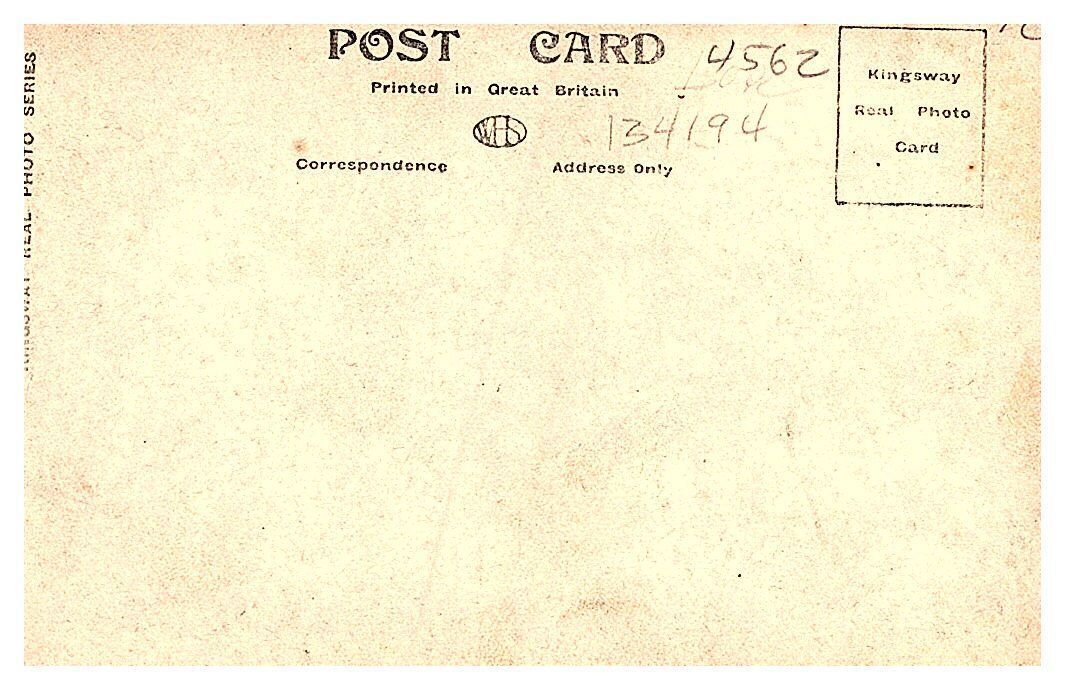 POST CARD
Printed in Great Britain
WHS
Correspondence
Address Only
4562
134194
Kingsway
Real Photo
Card
KINGSWAY REAL PHOTO SERIES